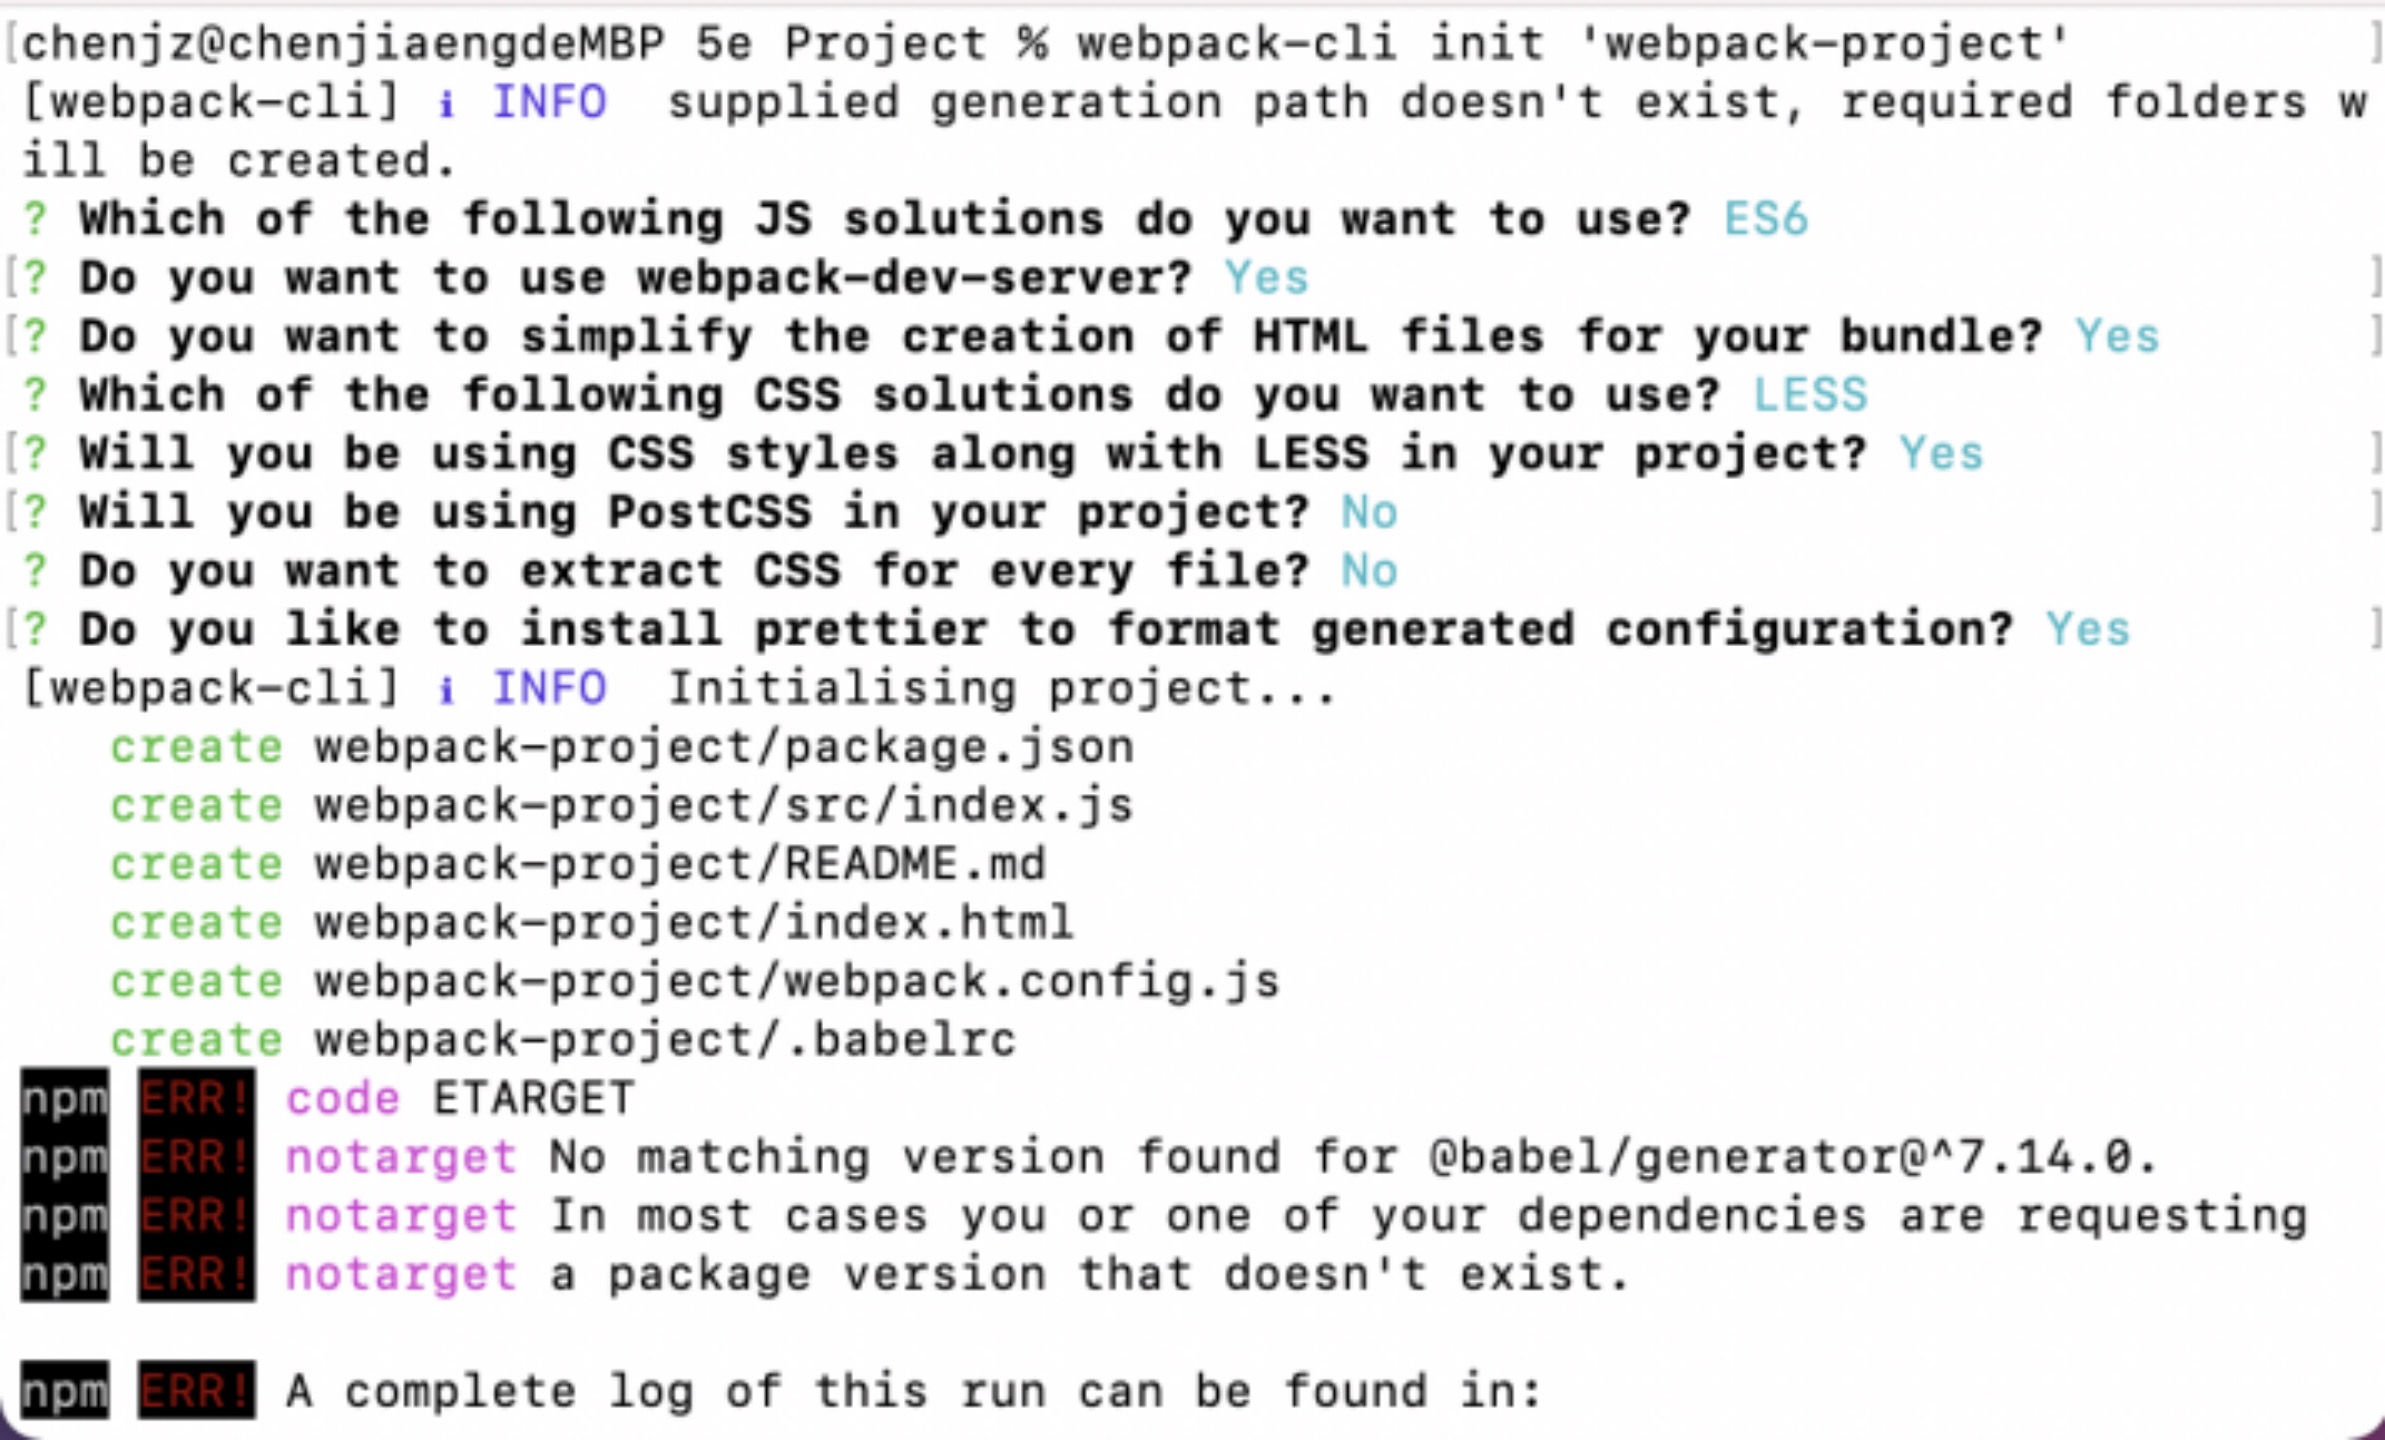 [chenjz@chenjiaengdeMBP 5e Project % webpack-cli init 'webpack-project' ]
[webpack-cli] i INFO  supplied generation path doesn't exist, required folders w
ill be created.
? Which of the following JS solutions do you want to use? ES6
[? Do you want to use webpack-dev-server? Yes ]
[? Do you want to simplify the creation of HTML files for your bundle? Yes ]
? Which of the following CSS solutions do you want to use? LESS
[? Will you be using CSS styles along with LESS in your project? Yes ]
[? Will you be using PostCSS in your project? No ]
? Do you want to extract CSS for every file? No
[? Do you like to install prettier to format generated configuration? Yes ]
[webpack-cli] i INFO  Initialising project...
create webpack-project/package.json
create webpack-project/src/index.js
create webpack-project/README.md
create webpack-project/index.html
create webpack-project/webpack.config.js
create webpack-project/.babelrc
npm ERR! code ETARGET
npm ERR! notarget No matching version found for @babel/generator@^7.14.0.
npm ERR! notarget In most cases you or one of your dependencies are requesting
npm ERR! notarget a package version that doesn't exist.
npm ERR! A complete log of this run can be found in: